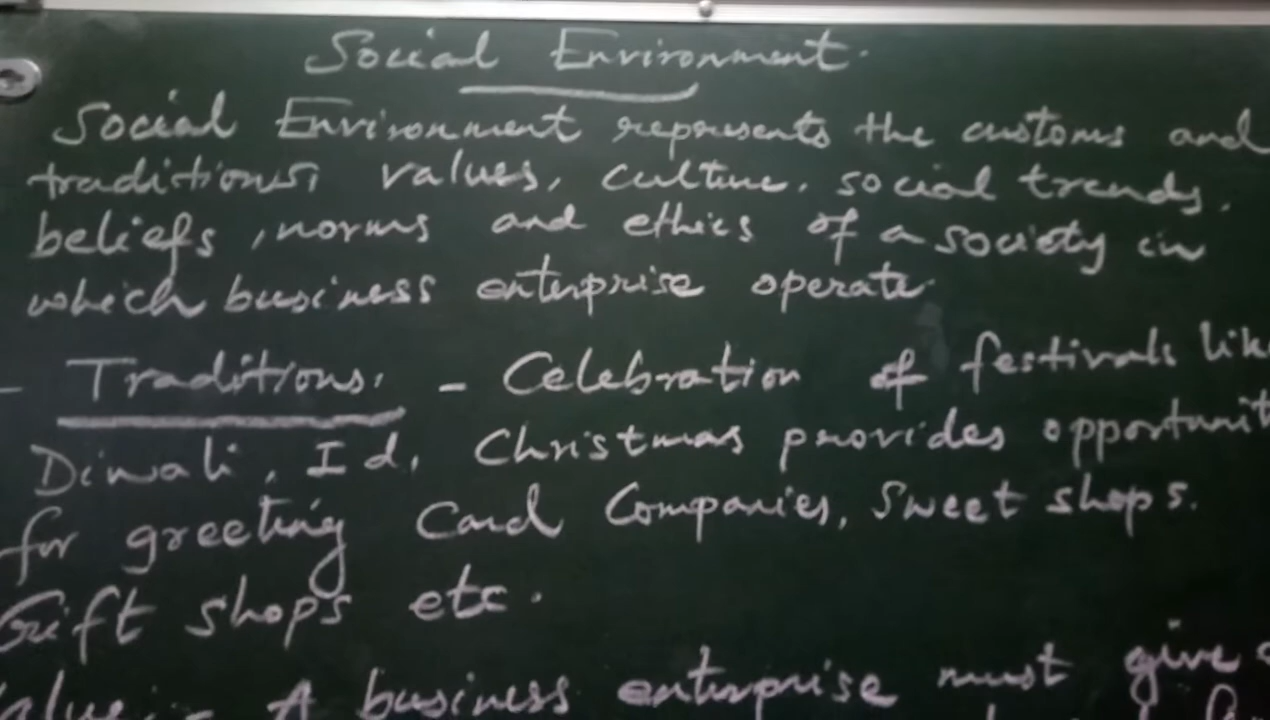 Social Environment.
Social Environment represents the customs and
traditions, values, culture, social trends,
beliefs, norms and ethics of a society in
which business enterprise operate.
- Traditions, - Celebration of festivals lik
Diwali, Id, Christmas provides opportunit
for greeting Card Companies, Sweet shops.
Gift shops etc.
alue, - A business enterprise must give